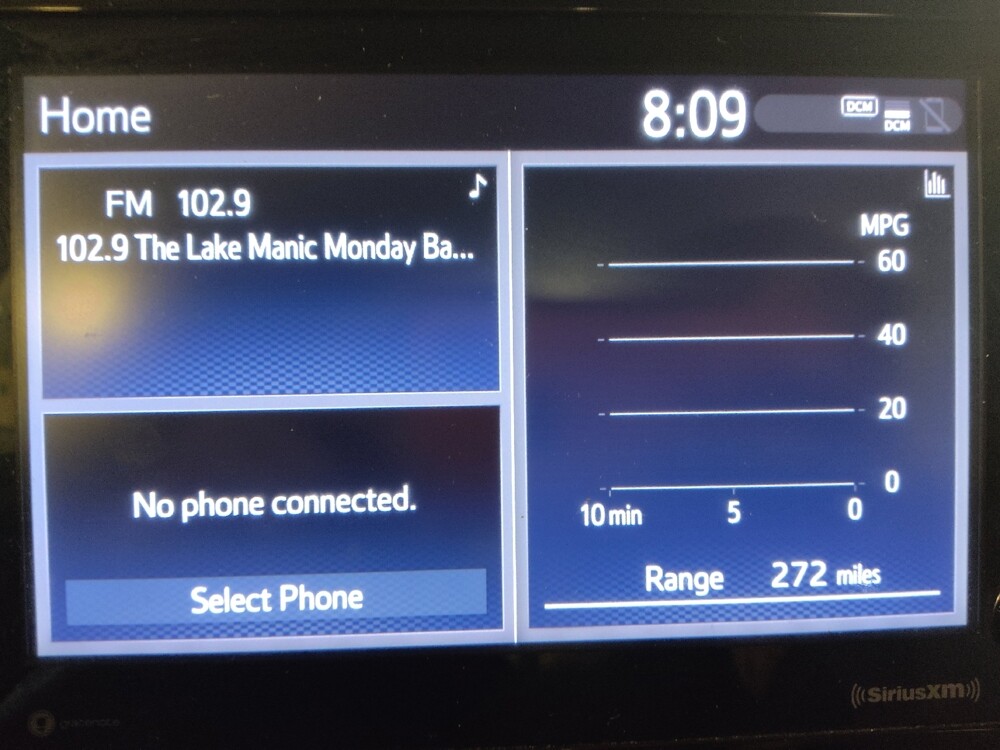 Home
8:09
DCM
DCM
FM 102.9
102.9 The Lake Manic Monday Ba...
No phone connected.
Select Phone
MPG
60
40
20
0
10 min 5 0
Range 272 miles
SiriusXM
gracenote